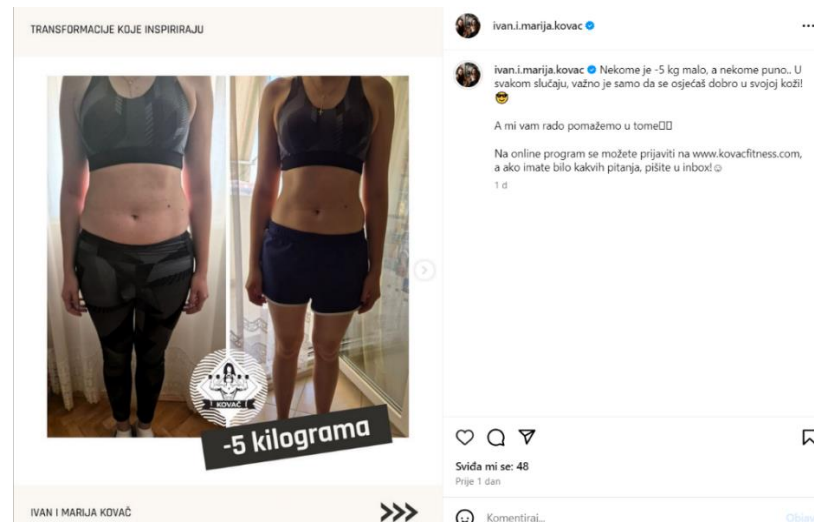 TRANSFORMACIJE KOJE INSPIRIRAJU
KOVAČ
-5 kilograma
IVAN I MARIJA KOVAČ
>>>
ivan.i.marija.kovac
ivan.i.marija.kovac Nekome je -5 kg malo, a nekome puno.. U
svakom slučaju, važno je samo da se osjećaš dobro u svojoj koži!
😎
A mi vam rado pomažemo u tome▯▯
Na online program se možete prijaviti na www.kovacfitness.com,
a ako imate bilo kakvih pitanja, pišite u inbox!☺
1 d
Sviđa mi se: 48
Prije 1 dan
Komentiraj...